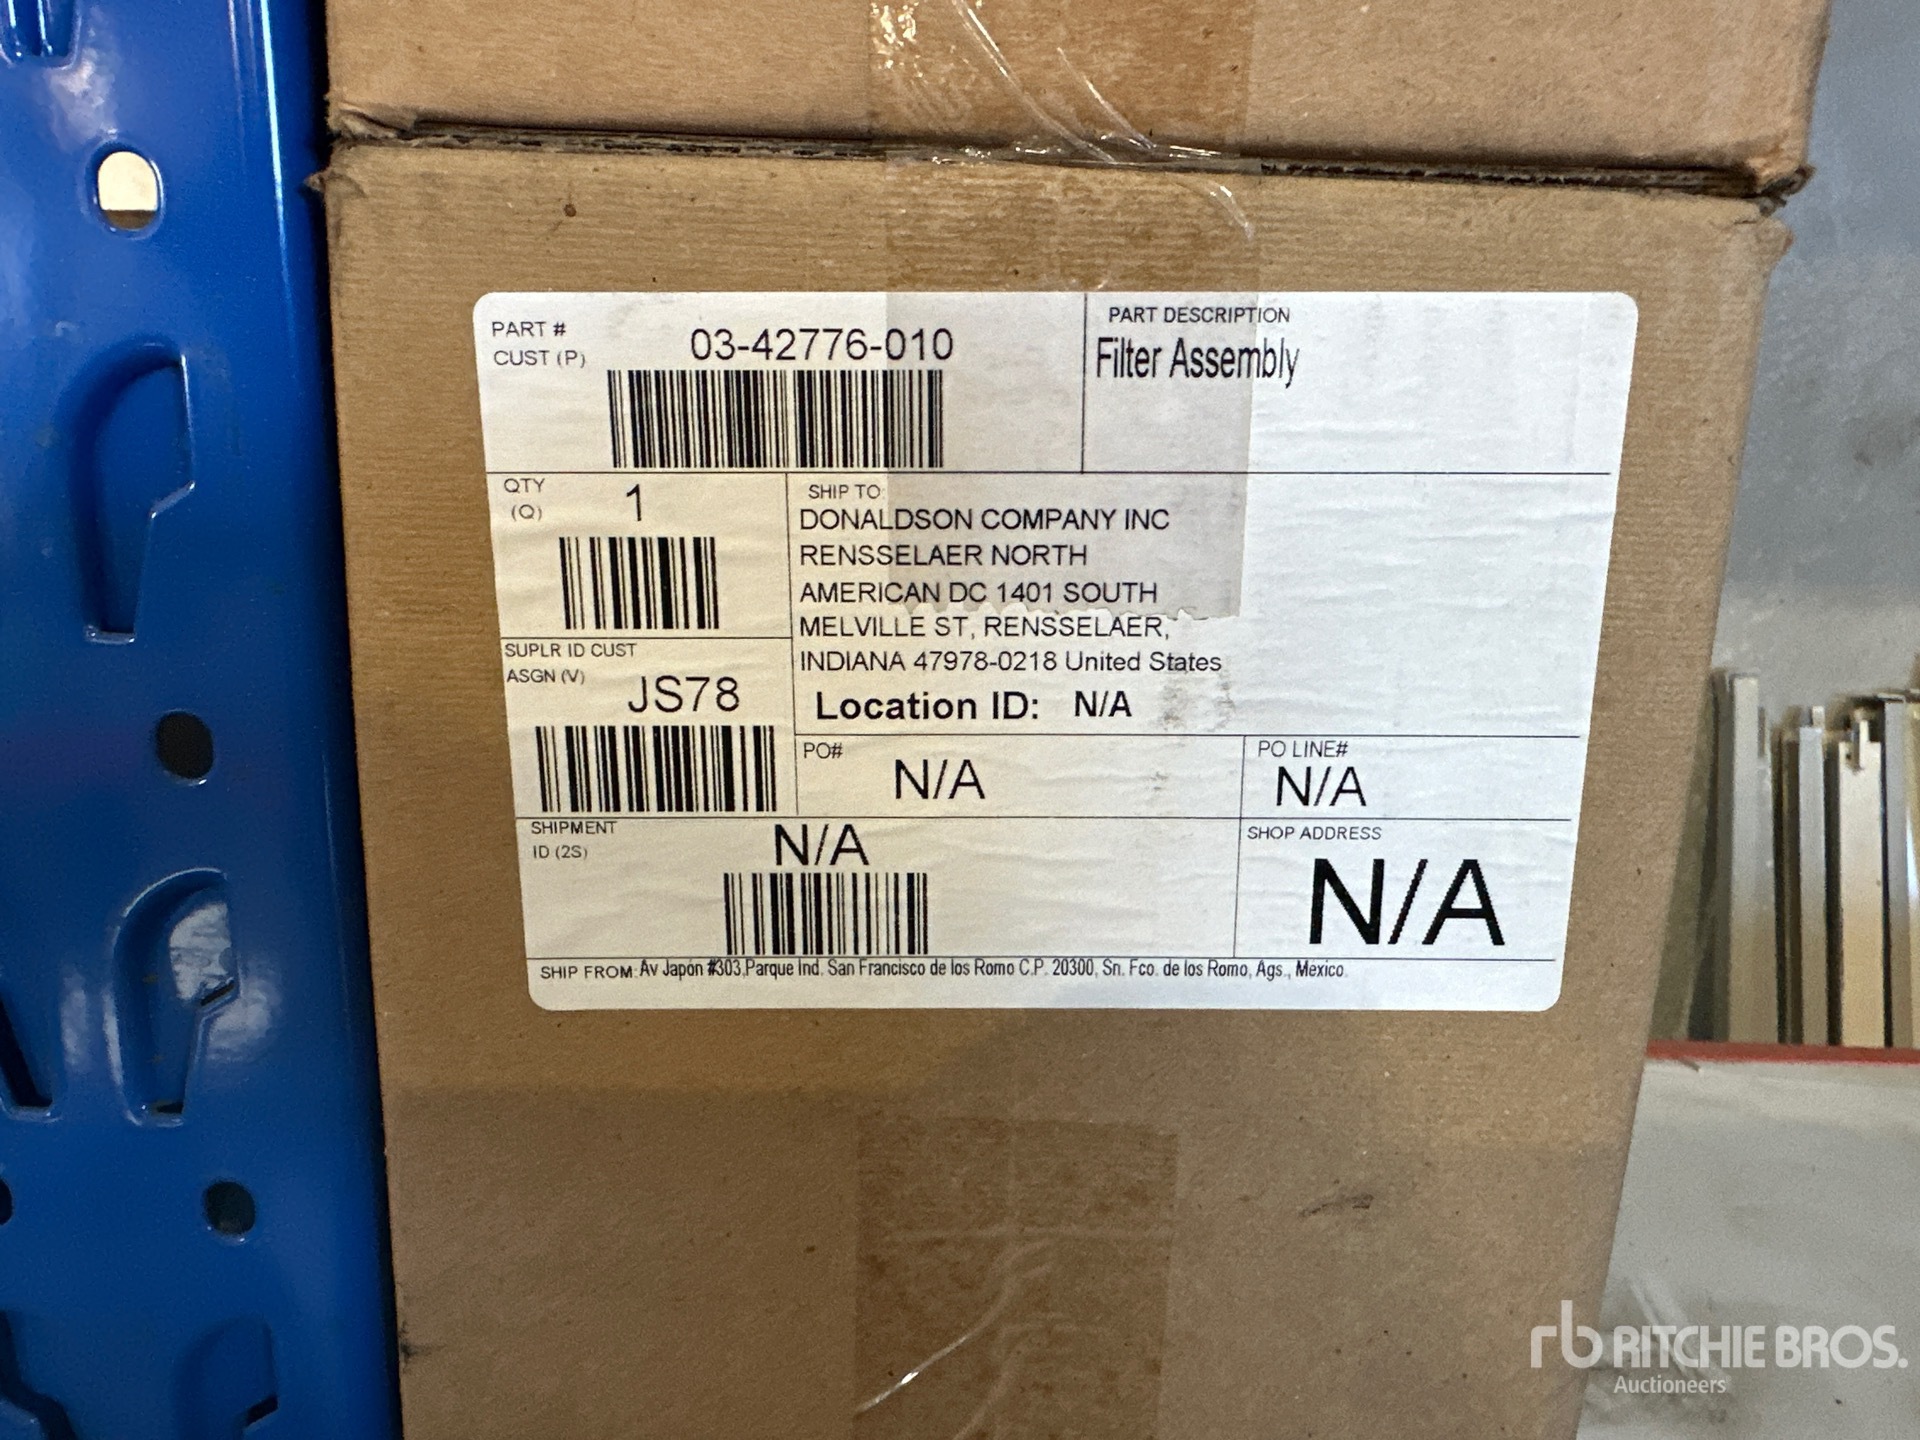 PART #
CUST (P)
03-42776-010
PART DESCRIPTION
Filter Assembly
QTY
(Q)
1
SHIP TO:
DONALDSON COMPANY INC
RENSSELAER NORTH
AMERICAN DC 1401 SOUTH
MELVILLE ST, RENSSELAER,
INDIANA 47978-0218 United States
Location ID: N/A
SUPLR ID CUST
ASGN (V)
JS78
PO#
N/A
PO LINE#
N/A
SHIPMENT
ID (2S)
N/A
SHOP ADDRESS
N/A
SHIP FROM: Av Japón #303,Parque Ind. San Francisco de los Romo C.P. 20300, Sn. Fco. de los Romo, Ags., Mexico.
rb RITCHIE BROS.
Auctioneers